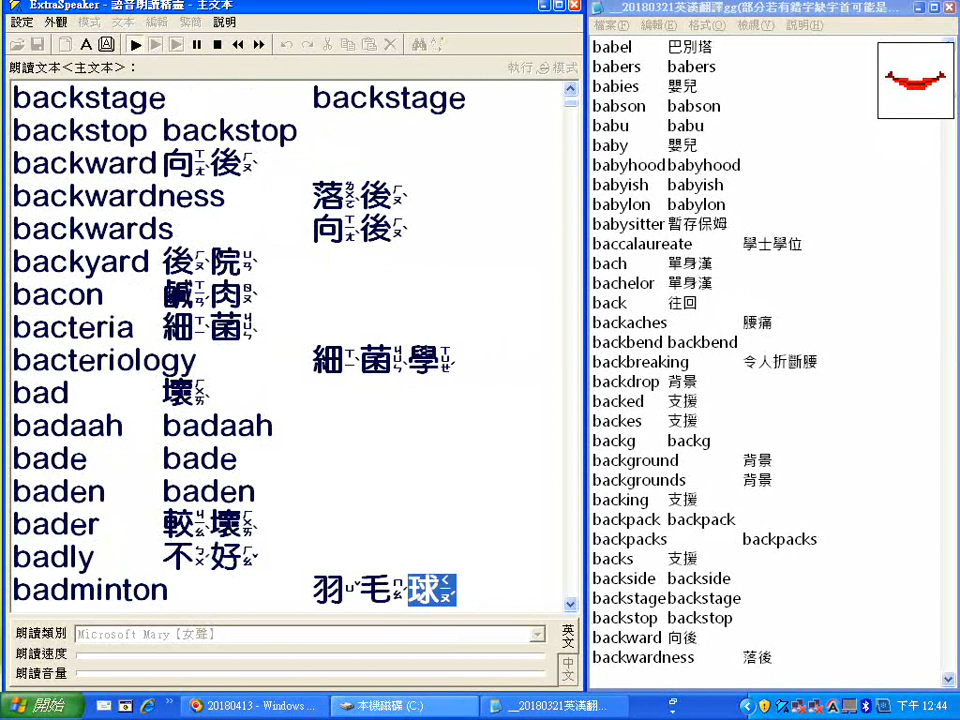 ExtraSpeaker - 語音朗讀精靈 - 主文本
設定 外觀 模式 文本 編輯 繁簡 說明
朗讀文本<主文本>： 執行 模式
backstage backstage
backstop backstop
backward 向後
backwardness 落後
backwards 向後
backyard 後院
bacon 鹹肉
bacteria 細菌
bacteriology 細菌學
bad 壞
badaah badaah
bade bade
baden baden
bader 較壞
badly 不好
badminton 羽毛球
朗讀類別 Microsoft Mary【女聲】
朗讀速度
朗讀音量
英文
中文
__20180321英漢翻譯gg(部分若有錯字缺字首可能是...
檔案(F) 編輯(E) 格式(O) 檢視(V) 說明(H)
babel 巴別塔
babers babers
babies 嬰兒
babson babson
babu babu
baby 嬰兒
babyhood babyhood
babyish babyish
babylon babylon
babysitter 暫存保姆
baccalaureate 學士學位
bach 單身漢
bachelor 單身漢
back 往回
backaches 腰痛
backbend backbend
backbreaking 令人折斷腰
backdrop 背景
backed 支援
backes 支援
backg backg
background 背景
backgrounds 背景
backing 支援
backpack backpack
backpacks backpacks
backs 支援
backside backside
backstage backstage
backstop backstop
backward 向後
backwardness 落後
開始 20180413 - Windows ... 本機磁碟 (C:) __20180321英漢翻... 下午 12:44